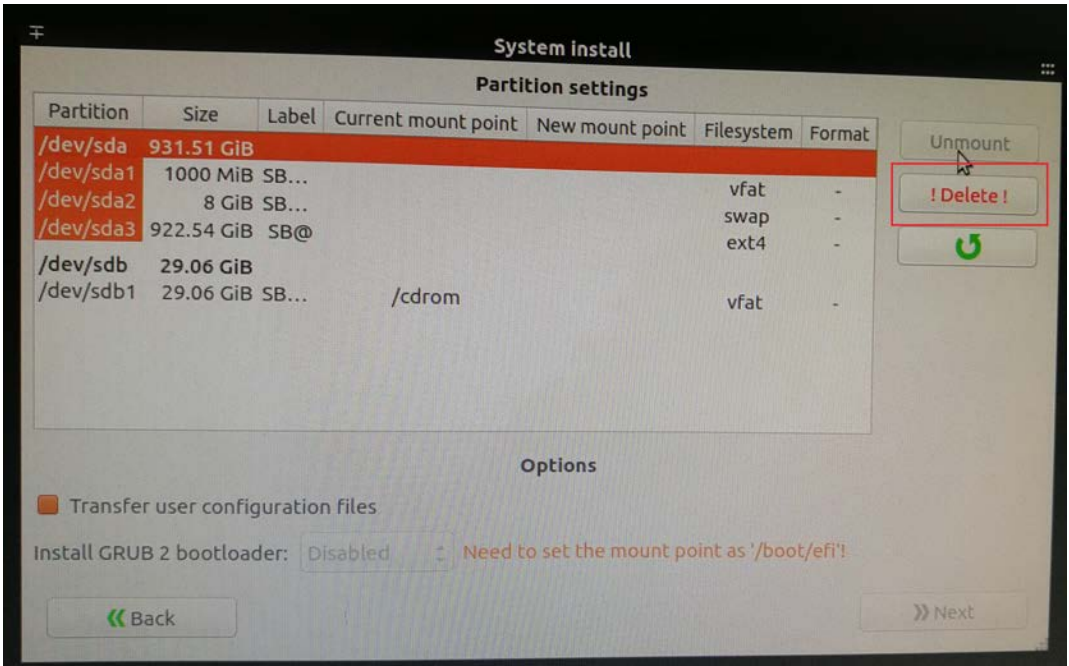 System install
Partition settings
Partition Size Label Current mount point New mount point Filesystem Format
/dev/sda 931.51 GiB
/dev/sda1 1000 MiB SB... vfat -
/dev/sda2 8 GiB SB... swap -
/dev/sda3 922.54 GiB SB@ ext4 -
/dev/sdb 29.06 GiB
/dev/sdb1 29.06 GiB SB... /cdrom vfat -
Unmount
! Delete !
Options
Transfer user configuration files
Install GRUB 2 bootloader: Disabled Need to set the mount point as '/boot/efi'!
Back
Next